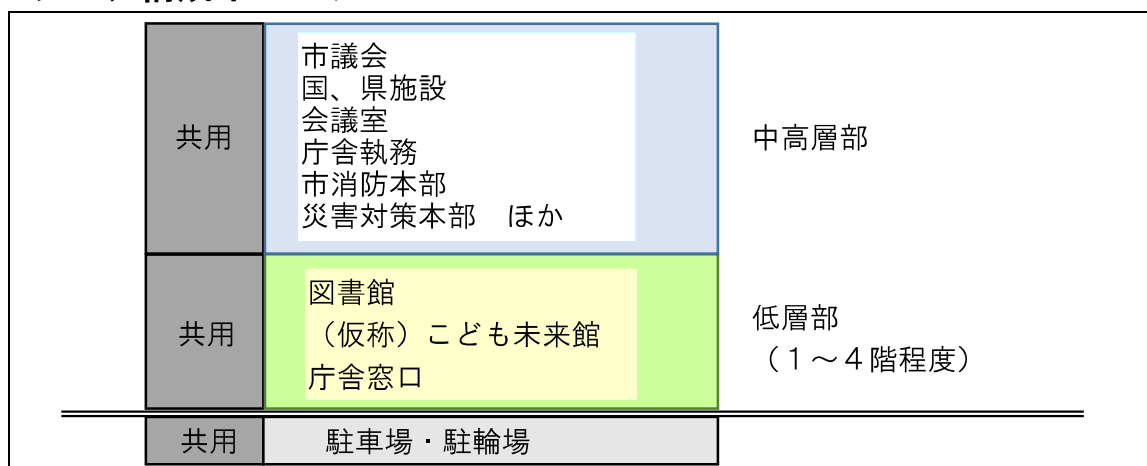 共用
市議会
国、県施設
会議室
庁舎執務
市消防本部
災害対策本部　ほか
中高層部
共用
図書館
（仮称）こども未来館
庁舎窓口
低層部
（１～４階程度）
共用
駐車場・駐輪場